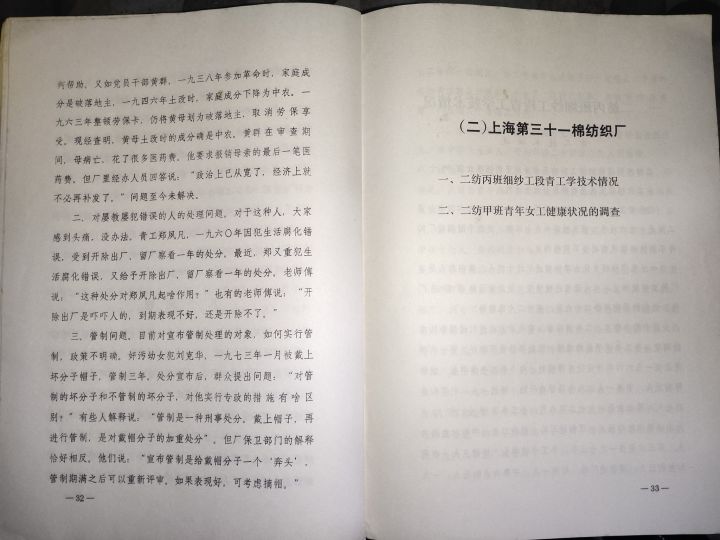 帮助。又如党员干部黄群，一九三八年参加革命时，家庭成
分是破落地主，一九四六年土改时，家庭成分下降为中农。一
九六三年整顿劳保卡，仍将黄母划为破落地主，取消劳保享
受。现经查明，黄母土改时的成分确是中农。黄群在审查期
间，母病亡，花了很多医药费。他要求报销母亲的最后一笔医
药费。但厂里经办人员回答说：“政治上已从宽了，经济上就
不必再补发了。”问题至今未解决。
二、对屡教屡犯错误的人的处理问题。对于这种人，大家
感到头痛，没办法。青工郑凤凡，一九六〇年因犯生活腐化错
误，受到开除出厂，留厂察看一年的处分。最近，郑又重犯生
活腐化错误，又给予开除出厂，留厂察看一年的处分。老师傅
说：“这种处分对郑凤凡起啥作用？”也有的老师傅说：“开
除出厂是吓吓人的，到期表现不好，还是开除不了。”
三、管制问题。目前对宣布管制处理的对象，如何实行管
制，政策不明确。奸污幼女犯刘克华，一九七三年一月被戴上
坏分子帽子，管制三年。处分宣布后，群众提出问题：“对管
制的坏分子和不管制的坏分子，对他实行专政的措施有啥区
别？”有些人解释说：“管制是一种刑事处分。戴上帽子，再
进行管制，是对戴帽分子的加重处分”。但厂保卫部门的解释
恰好相反。他们说：“宣布管制是给戴帽分子一个‘奔头’，
管制期满之后可以重新评审。如果表现好，可考虑摘帽。”
—32—
(二)上海第三十一棉纺织厂
一、二纺丙班细纱工段青工学技术情况
二、二纺甲班青年女工健康状况的调查
—33—